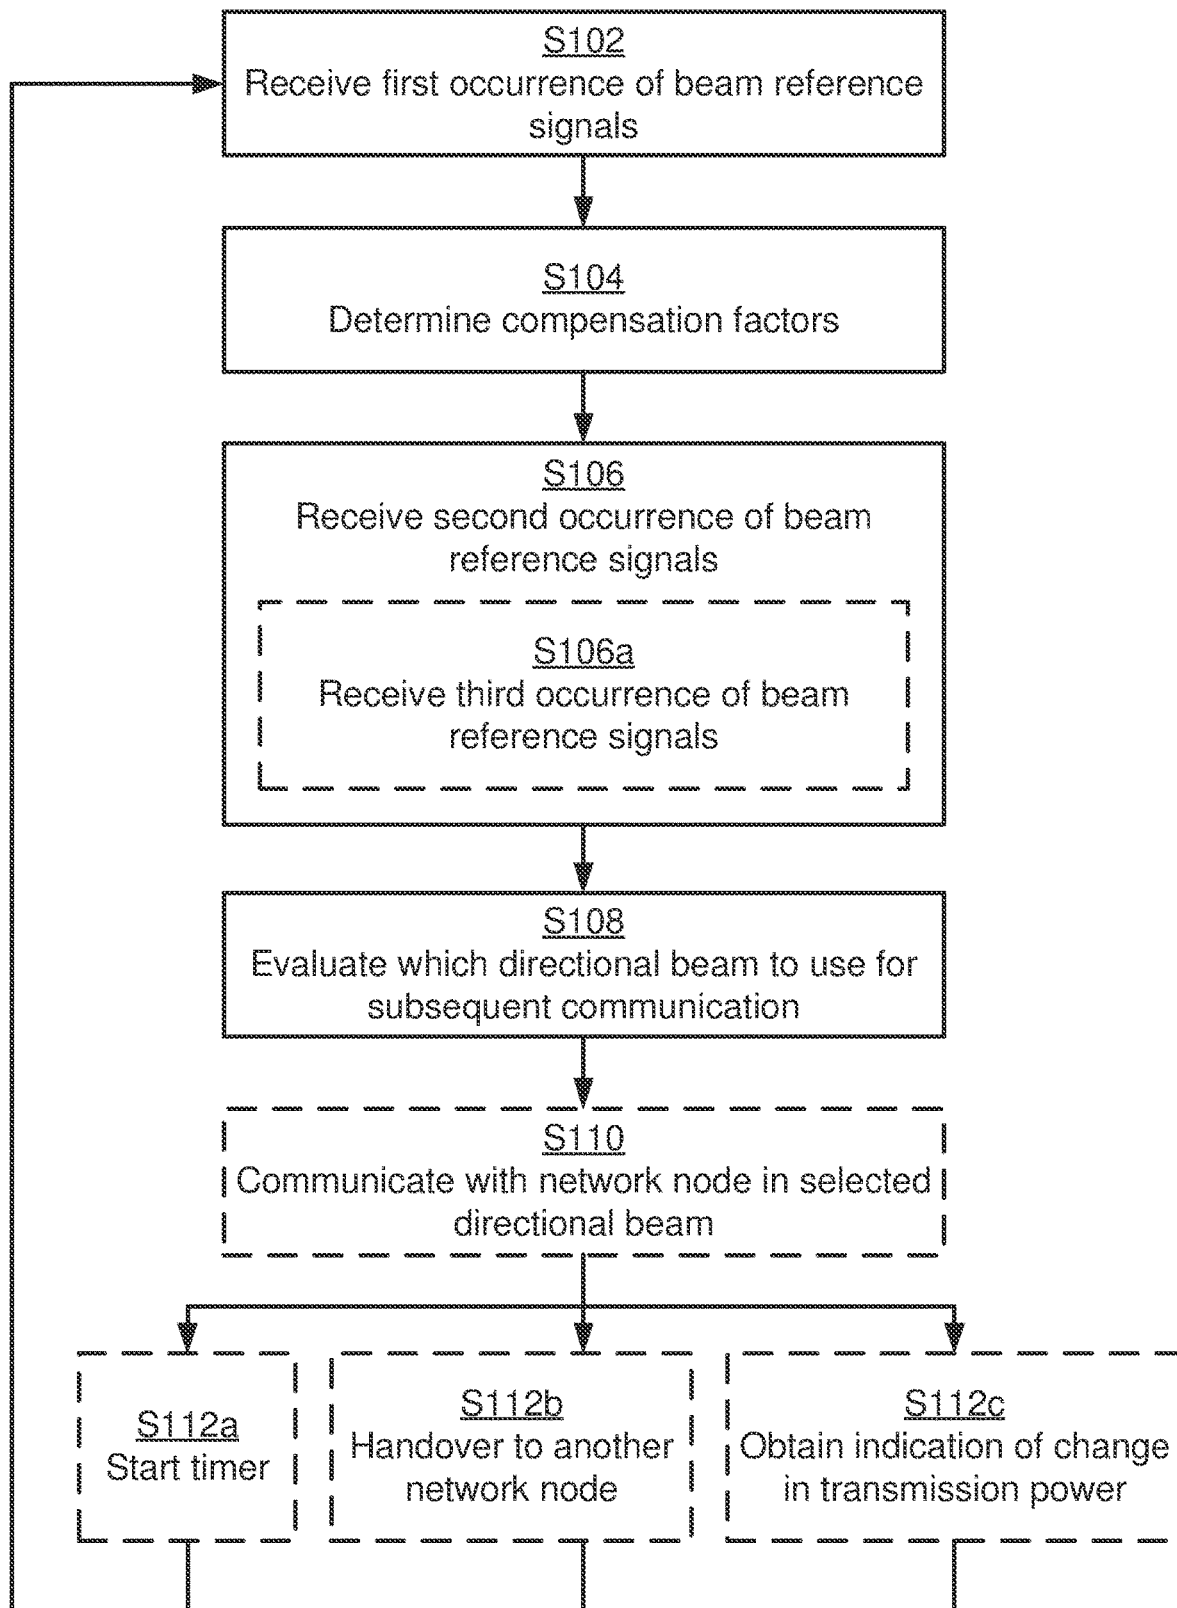 S102
Receive first occurrence of beam reference
signals
S104
Determine compensation factors
S106
Receive second occurrence of beam
reference signals
S106a
Receive third occurrence of beam
reference signals
S108
Evaluate which directional beam to use for
subsequent communication
S110
Communicate with network node in selected
directional beam
S112a
Start timer
S112b
Handover to another
network node
S112c
Obtain indication of change
in transmission power